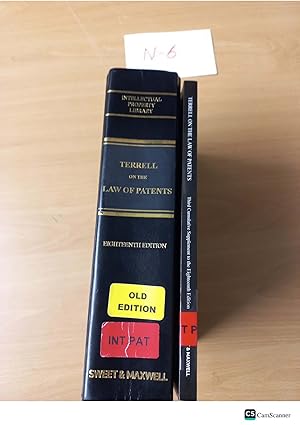 N-6
INTELLECTUAL
PROPERTY
LIBRARY
TERRELL
ON THE
LAW OF PATENTS
EIGHTEENTH EDITION
OLD
EDITION
INT PAT
SWEET & MAXWELL
TERRELL ON THE LAW OF PATENTS
Third Cumulative Supplement to the Eighteenth Edition
T P
& MAXWELL
CS CamScanner